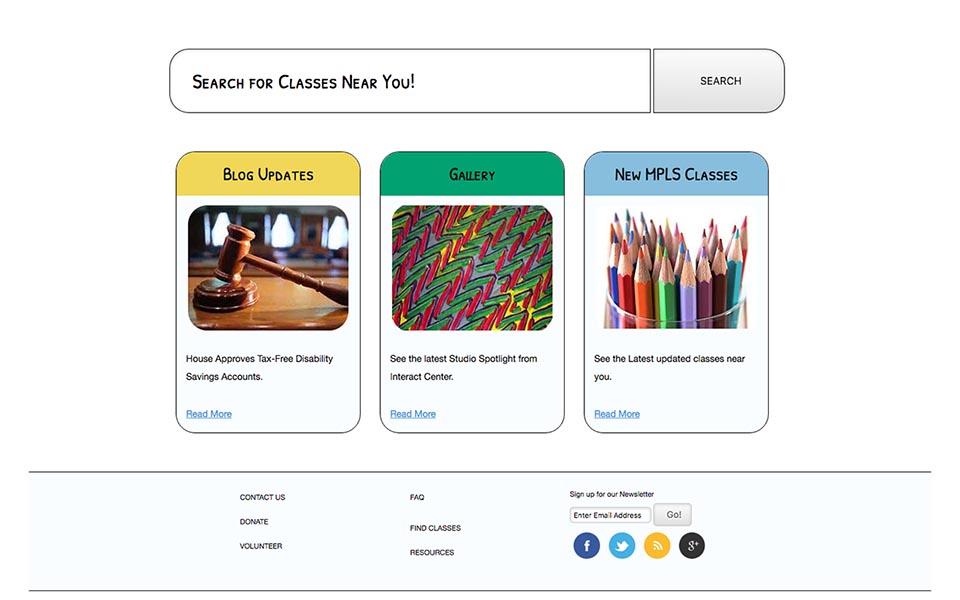 Search for Classes Near You!
SEARCH
Blog Updates
Gallery
New MPLS Classes
House Approves Tax-Free Disability
Savings Accounts.
Read More
See the latest Studio Spotlight from
Interact Center.
Read More
See the Latest updated classes near
you.
Read More
CONTACT US
DONATE
VOLUNTEER
FAQ
FIND CLASSES
RESOURCES
Sign up for our Newsletter
Enter Email Address
Go!
f
g+